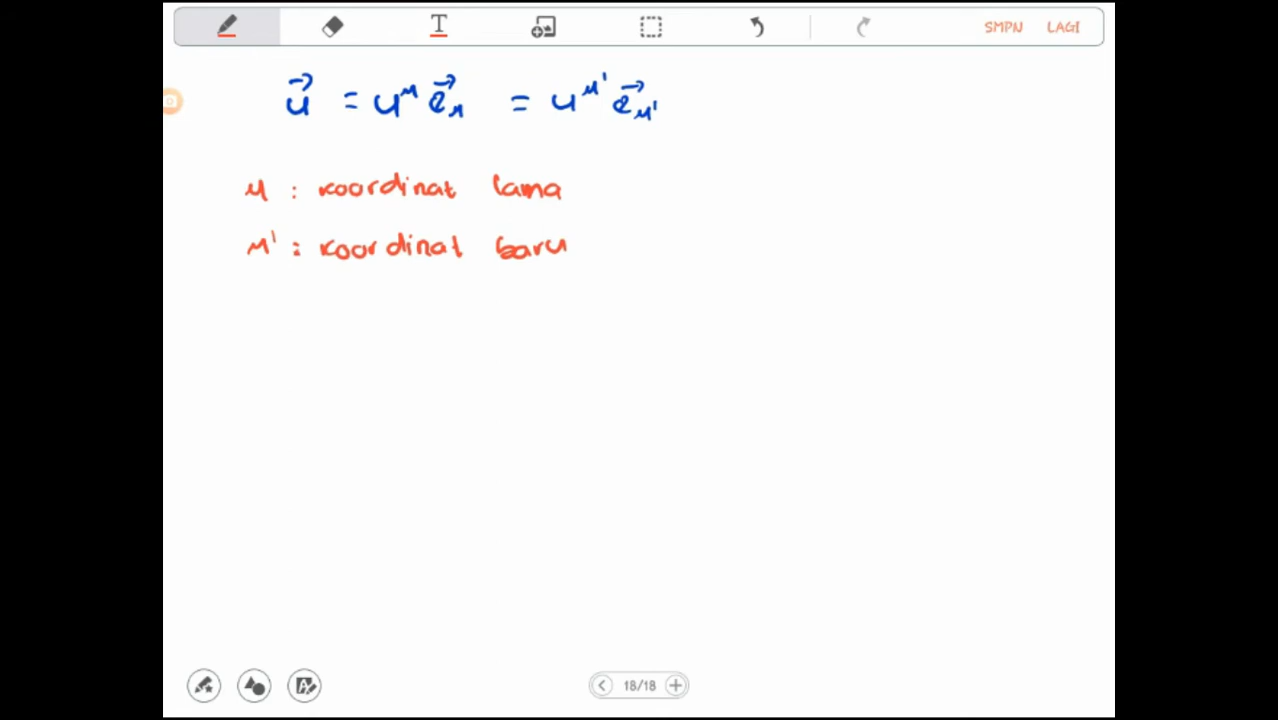 T SMPN LAGI
u⃗ = u^μ e⃗_μ = u^μ' e⃗_μ'
μ : koordinat lama
μ' : koordinat baru
18/18